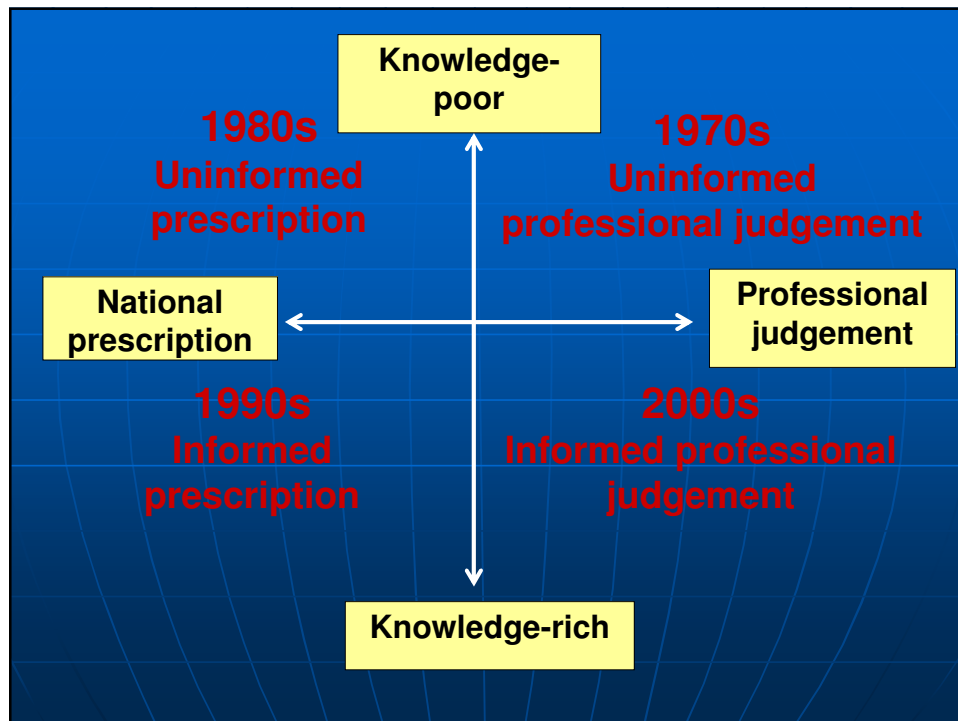 Knowledge-
poor
1980s
Uninformed
prescription
1970s
Uninformed
professional judgement
National
prescription
Professional
judgement
1990s
Informed
prescription
2000s
Informed professional
judgement
Knowledge-rich